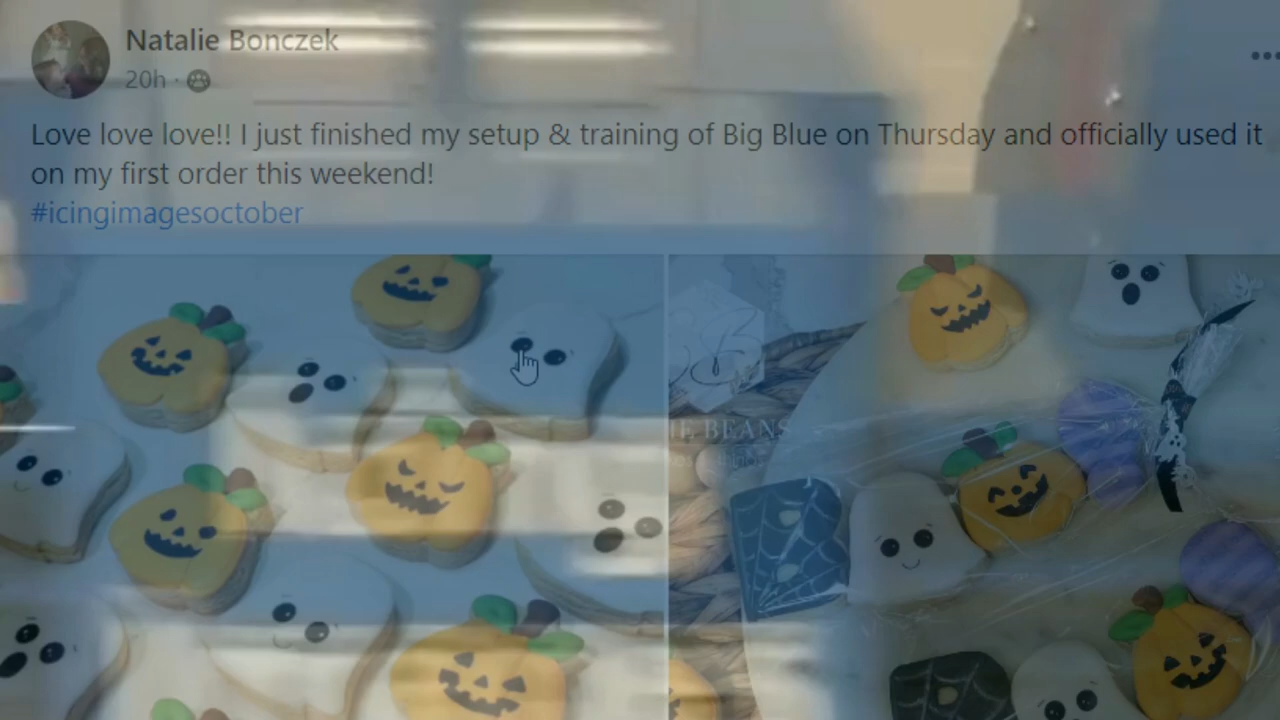 Natalie Bonczek
20h ·
Love love love!! I just finished my setup & training of Big Blue on Thursday and officially used it
on my first order this weekend!
#icingimagesoctober
BEANS